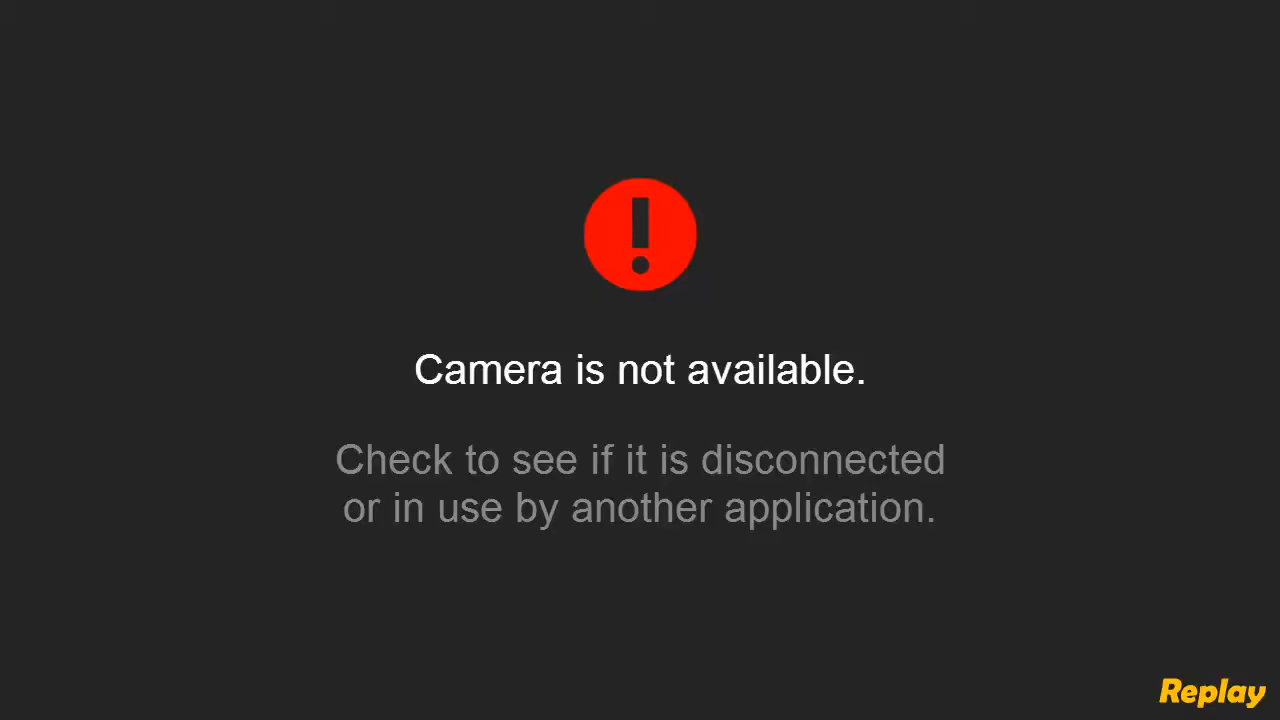 Camera is not available.
Check to see if it is disconnected
or in use by another application.
Replay